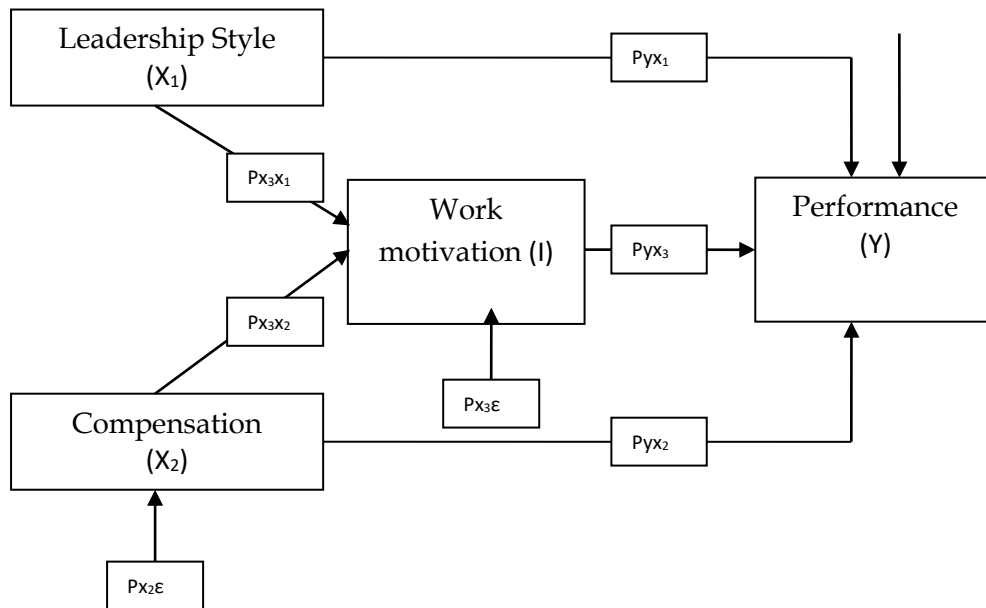 Leadership Style
(X₁)
Pyx₁
Px₃x₁
Work
motivation (I)
Pyx₃
Performance
(Y)
Px₃x₂
Px₃ε
Compensation
(X₂)
Pyx₂
Px₂ε